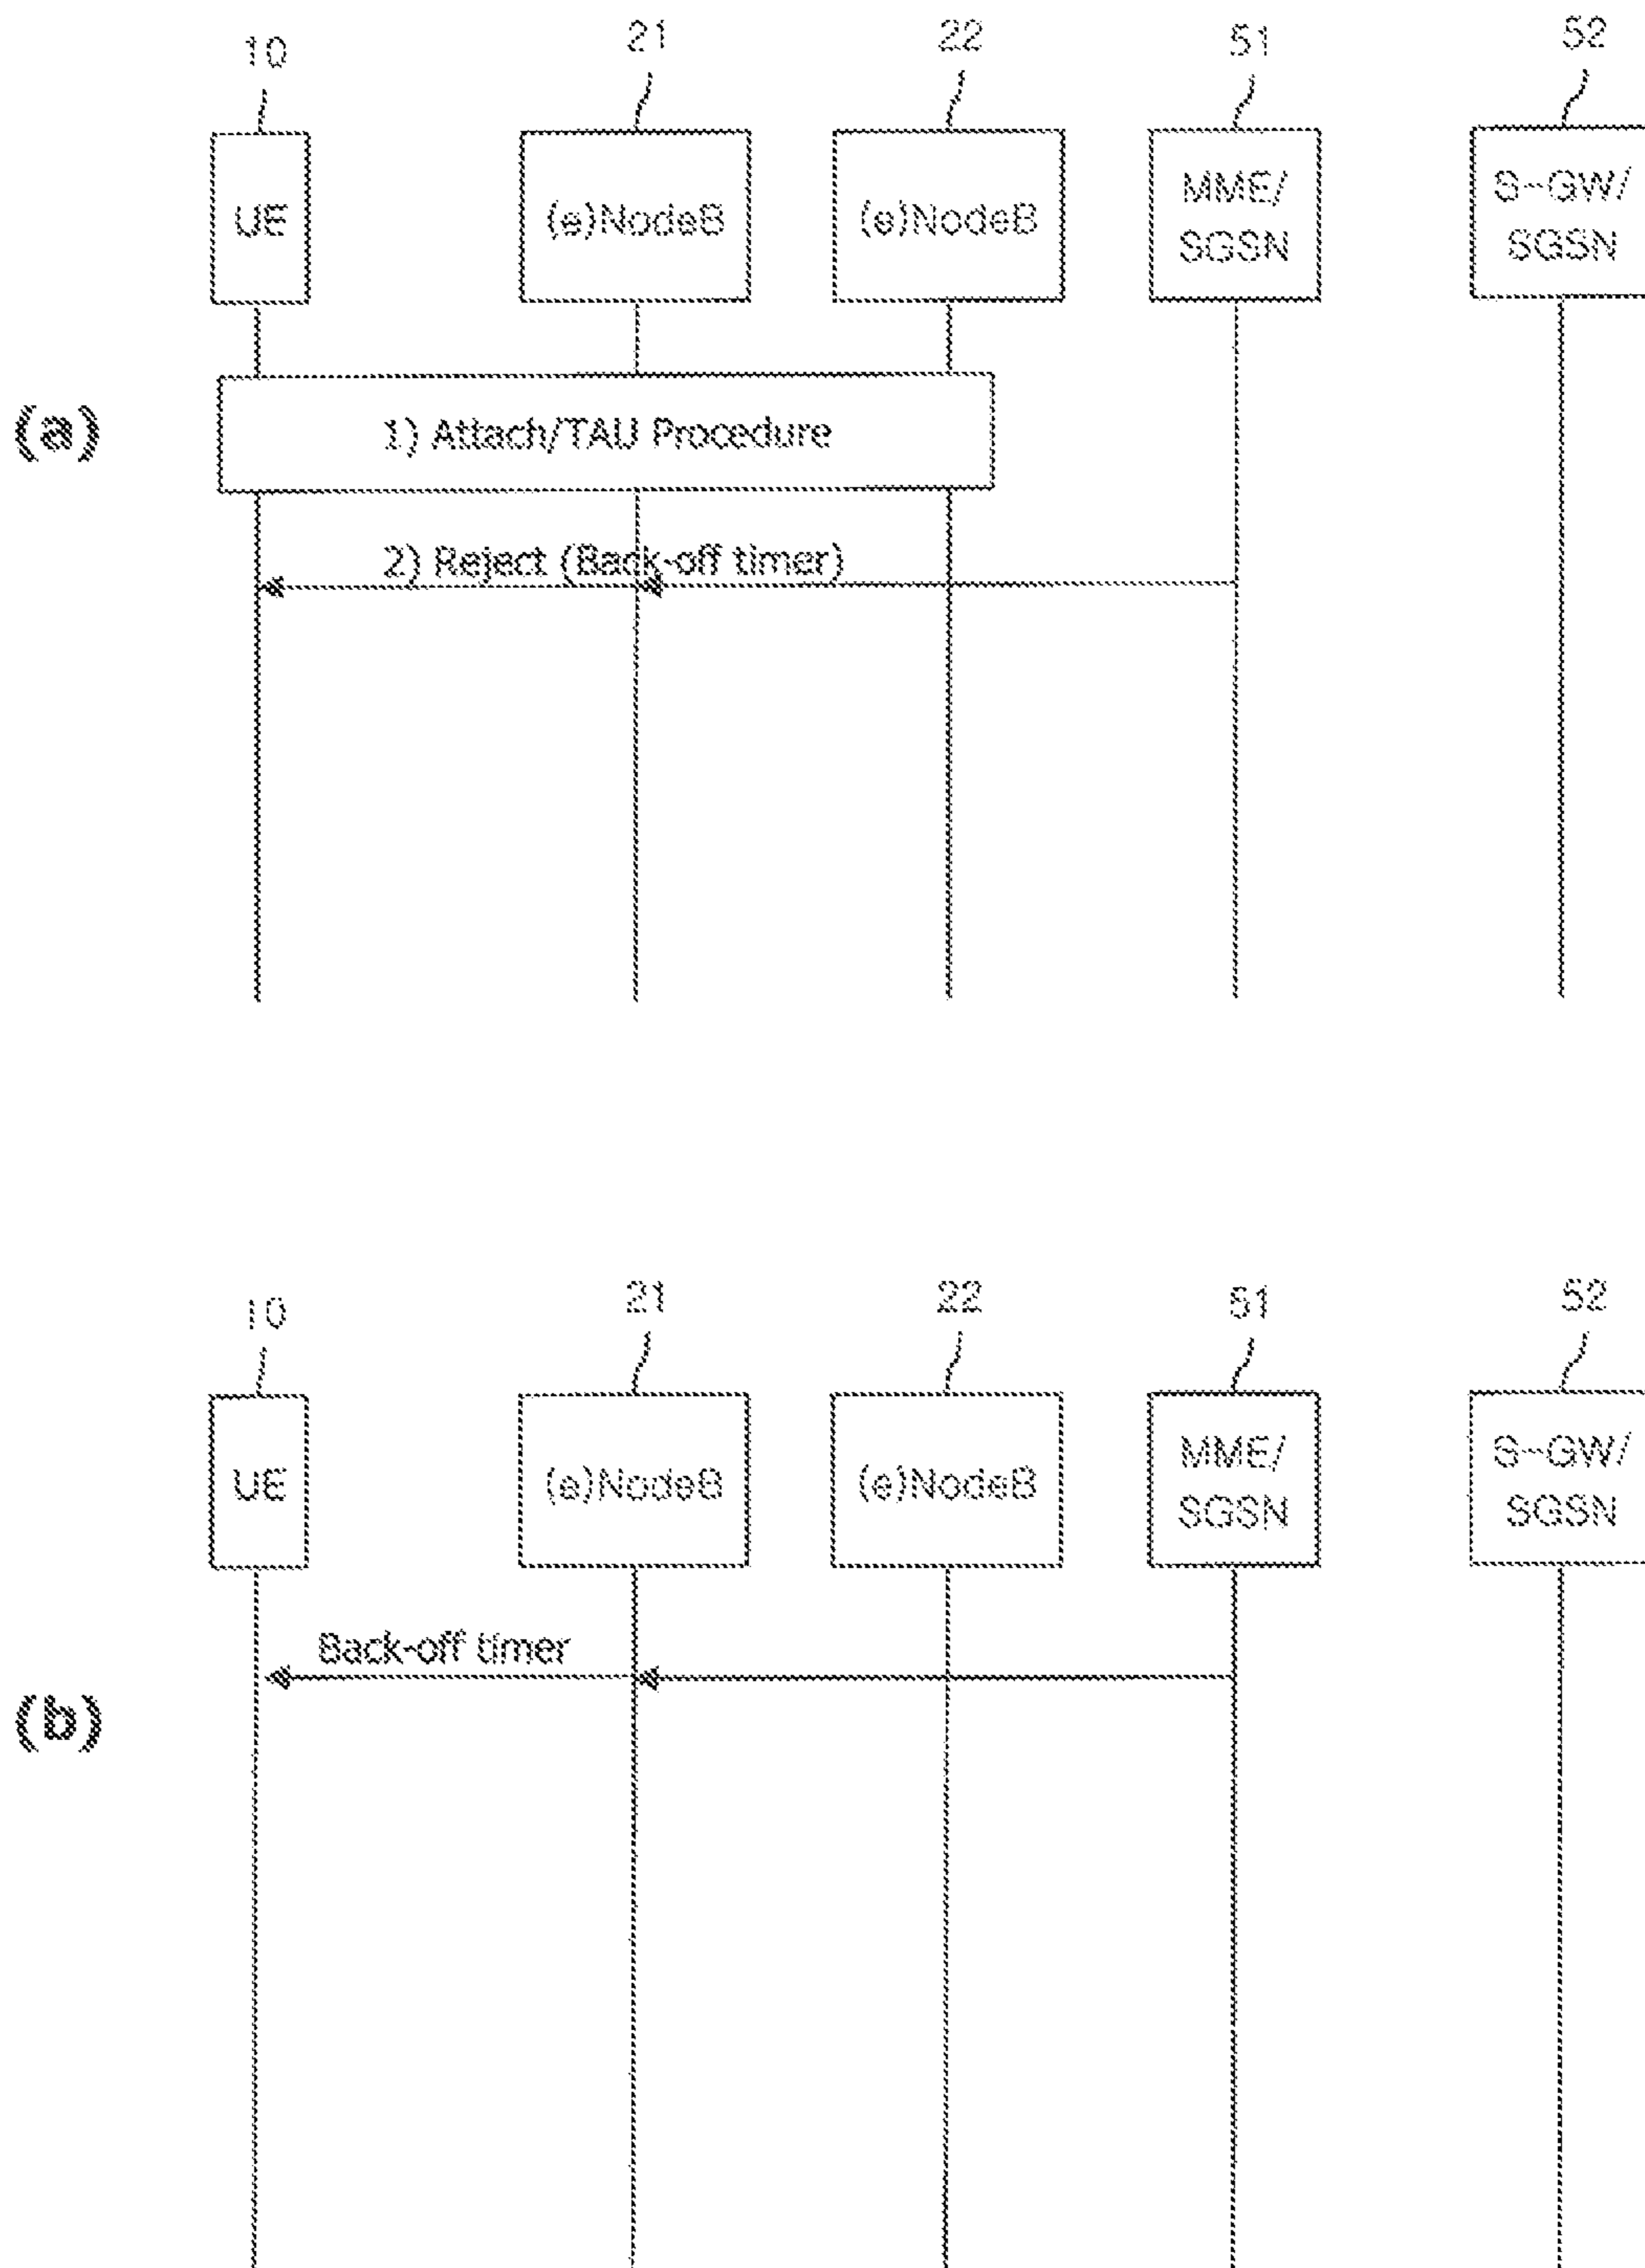 10
21
22
51
52
UE
(e)NodeB
(e)NodeB
MME/
SGSN
S-GW/
SGSN
(a)
1) Attach/TAU Procedure
2) Reject (Back-off timer)
10
21
22
51
52
UE
(e)NodeB
(e)NodeB
MME/
SGSN
S-GW/
SGSN
Back-off timer
(b)